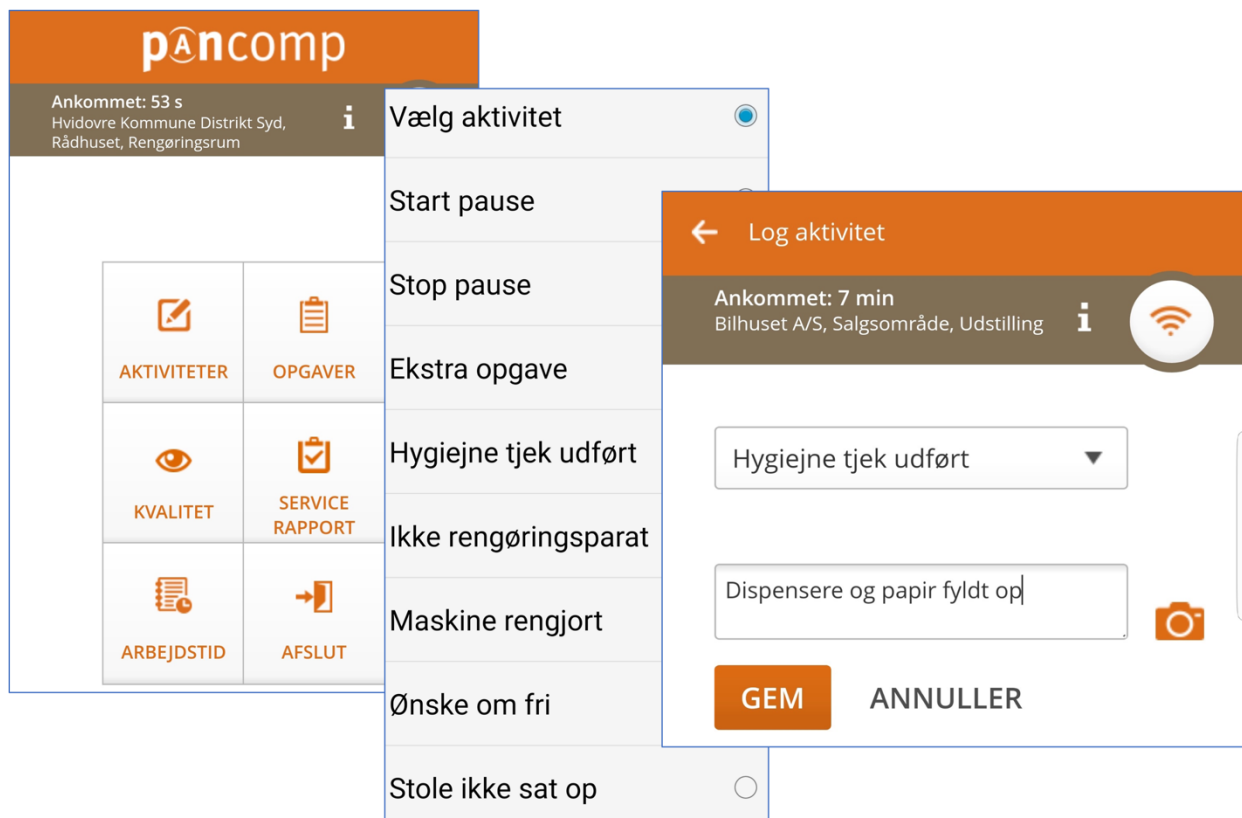 pancomp
Ankommet: 53 s
Hvidovre Kommune Distrikt Syd,
Rådhuset, Rengøringsrum
i
AKTIVITETER
OPGAVER
KVALITET
SERVICE
RAPPORT
ARBEJDSTID
AFSLUT
Vælg aktivitet
Start pause
Stop pause
Ekstra opgave
Hygiejne tjek udført
Ikke rengøringsparat
Maskine rengjort
Ønske om fri
Stole ikke sat op
Log aktivitet
Ankommet: 7 min
Bilhuset A/S, Salgsområde, Udstilling
i
Hygiejne tjek udført
Dispensere og papir fyldt op
GEM
ANNULLER